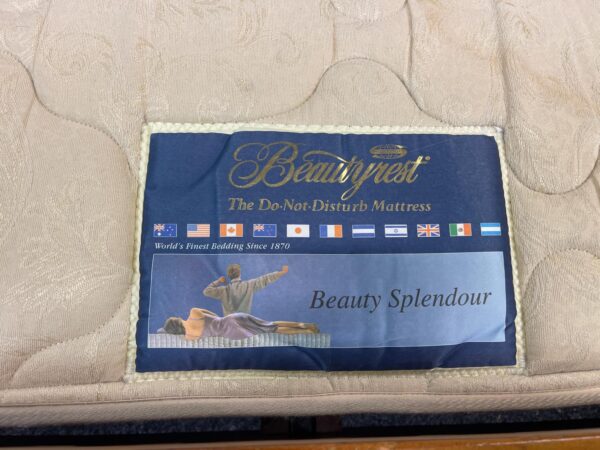 Beautyrest®
The Do-Not-Disturb Mattress
World's Finest Bedding Since 1870
Beauty Splendour